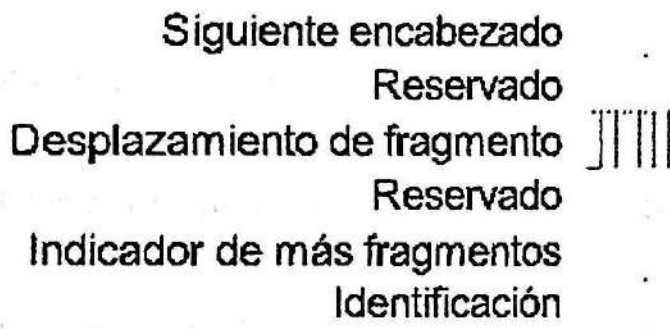 Siguiente encabezado
Reservado
Desplazamiento de fragmento
Reservado
Indicador de más fragmentos
Identificación